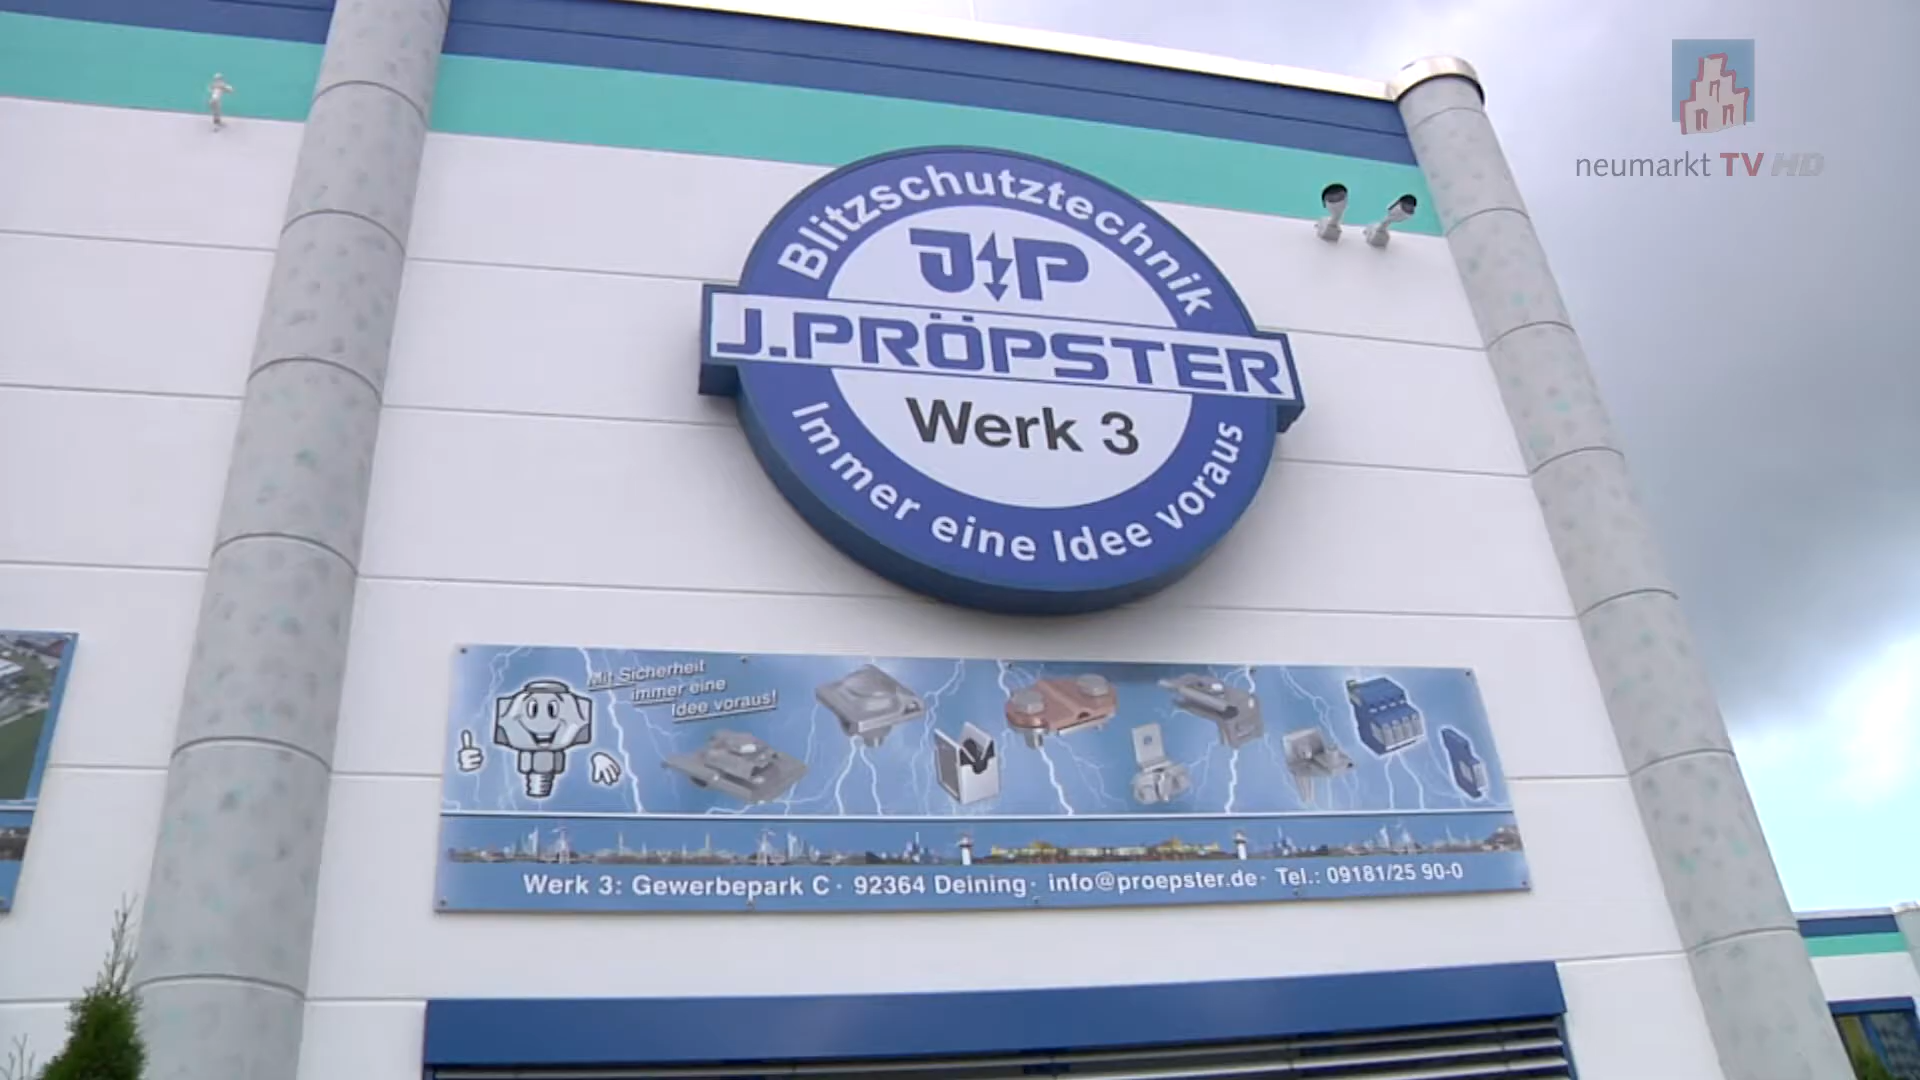 neumarkt TV HD
Blitzschutztechnik
JP
J.PRÖPSTER
Werk 3
Immer eine Idee voraus
Mit Sicherheit
immer eine
Idee voraus!
Werk 3: Gewerbepark C · 92364 Deining · info@proepster.de · Tel.: 09181/25 90-0